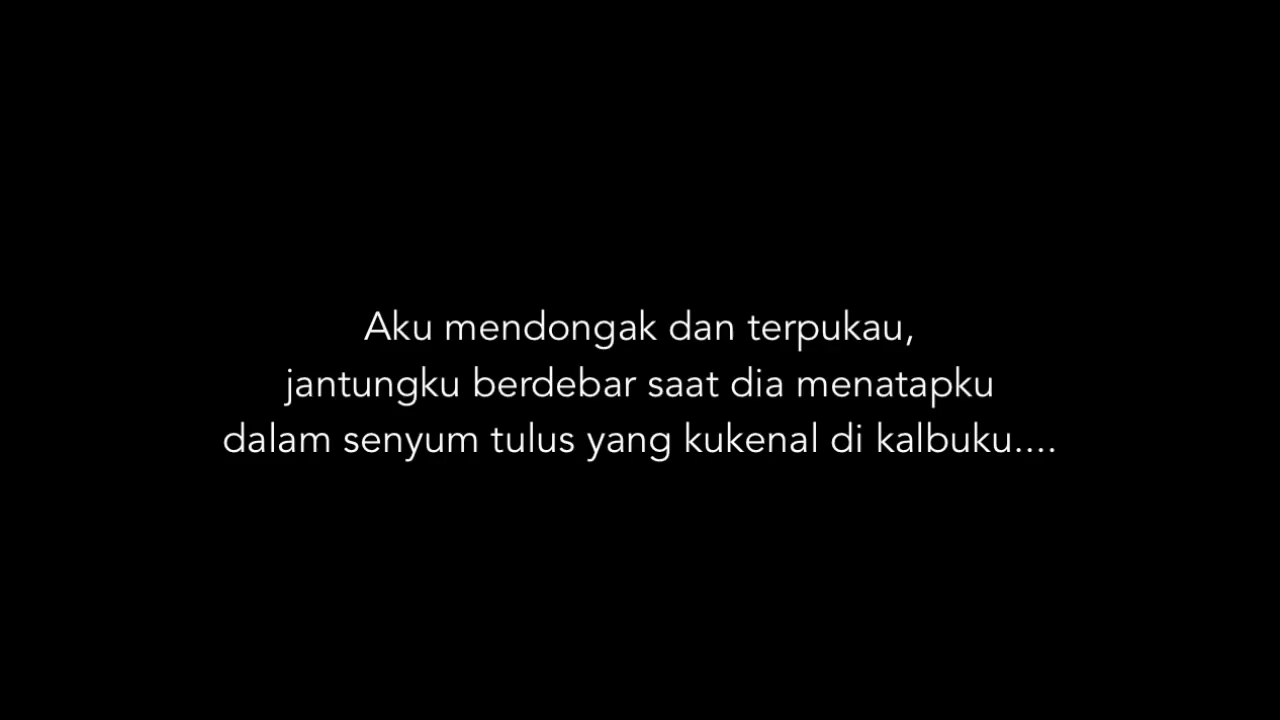 Aku mendongak dan terpukau,
jantungku berdebar saat dia menatapku
dalam senyum tulus yang kukenal di kalbuku....